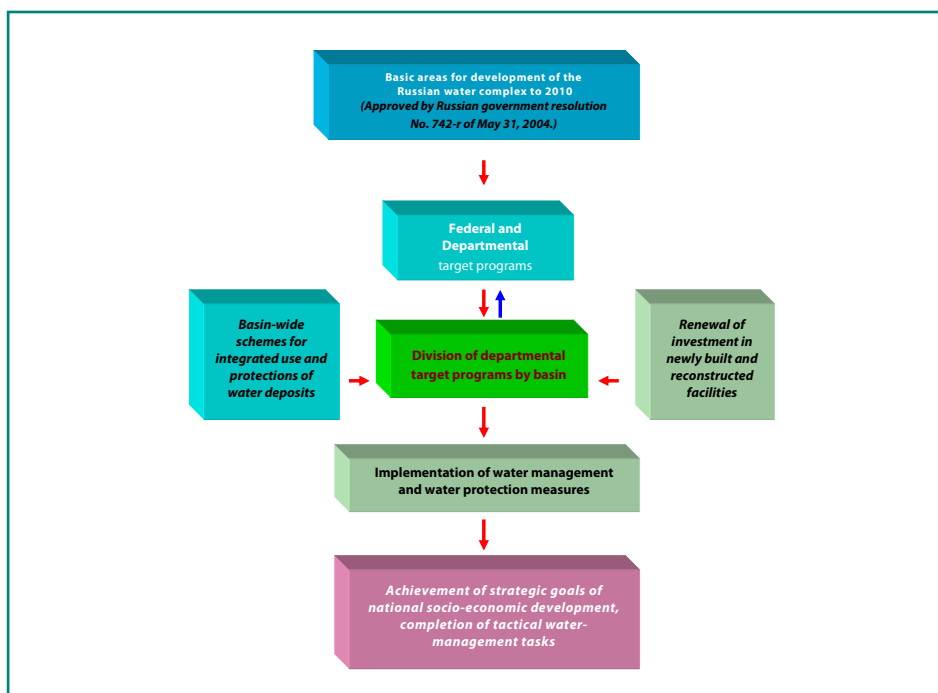 Basic areas for development of the
Russian water complex to 2010
(Approved by Russian government resolution
No. 742-r of May 31, 2004.)
Federal and
Departmental
target programs
Basin-wide
schemes for
integrated use and
protections of
water deposits
Division of departmental
target programs by basin
Renewal of
investment in
newly built and
reconstructed
facilities
Implementation of water management
and water protection measures
Achievement of strategic goals of
national socio-economic development,
completion of tactical water-
management tasks